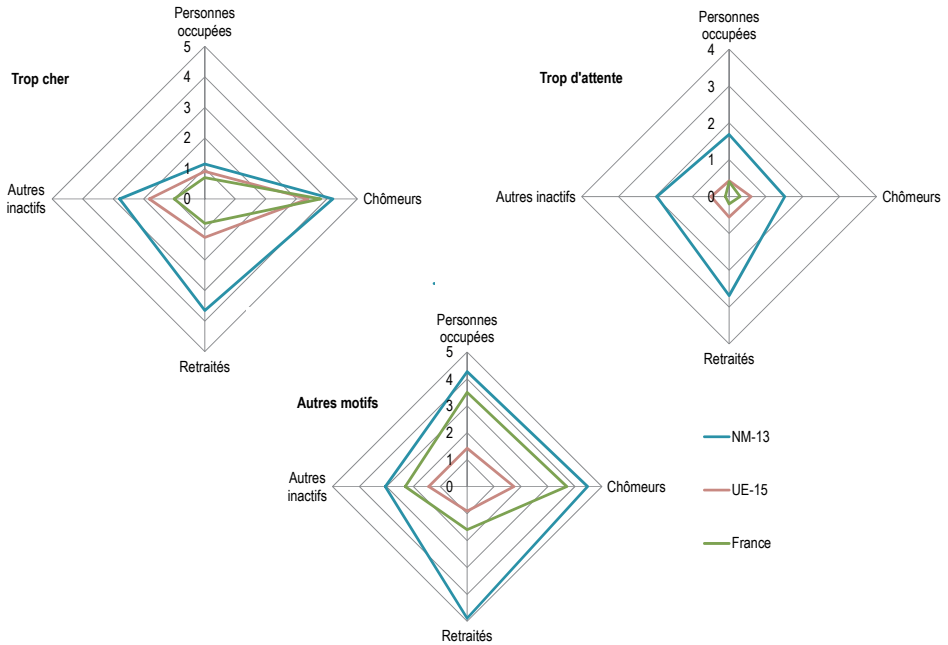 Personnes
occupées
5
4
3
2
1
0
Trop cher
Autres
inactifs
Chômeurs
Retraités
Personnes
occupées
4
3
2
1
0
Trop d'attente
Autres inactifs
Chômeurs
Retraités
Personnes
occupées
5
4
3
2
1
0
Autres motifs
Autres
inactifs
Chômeurs
Retraités
NM-13
UE-15
France